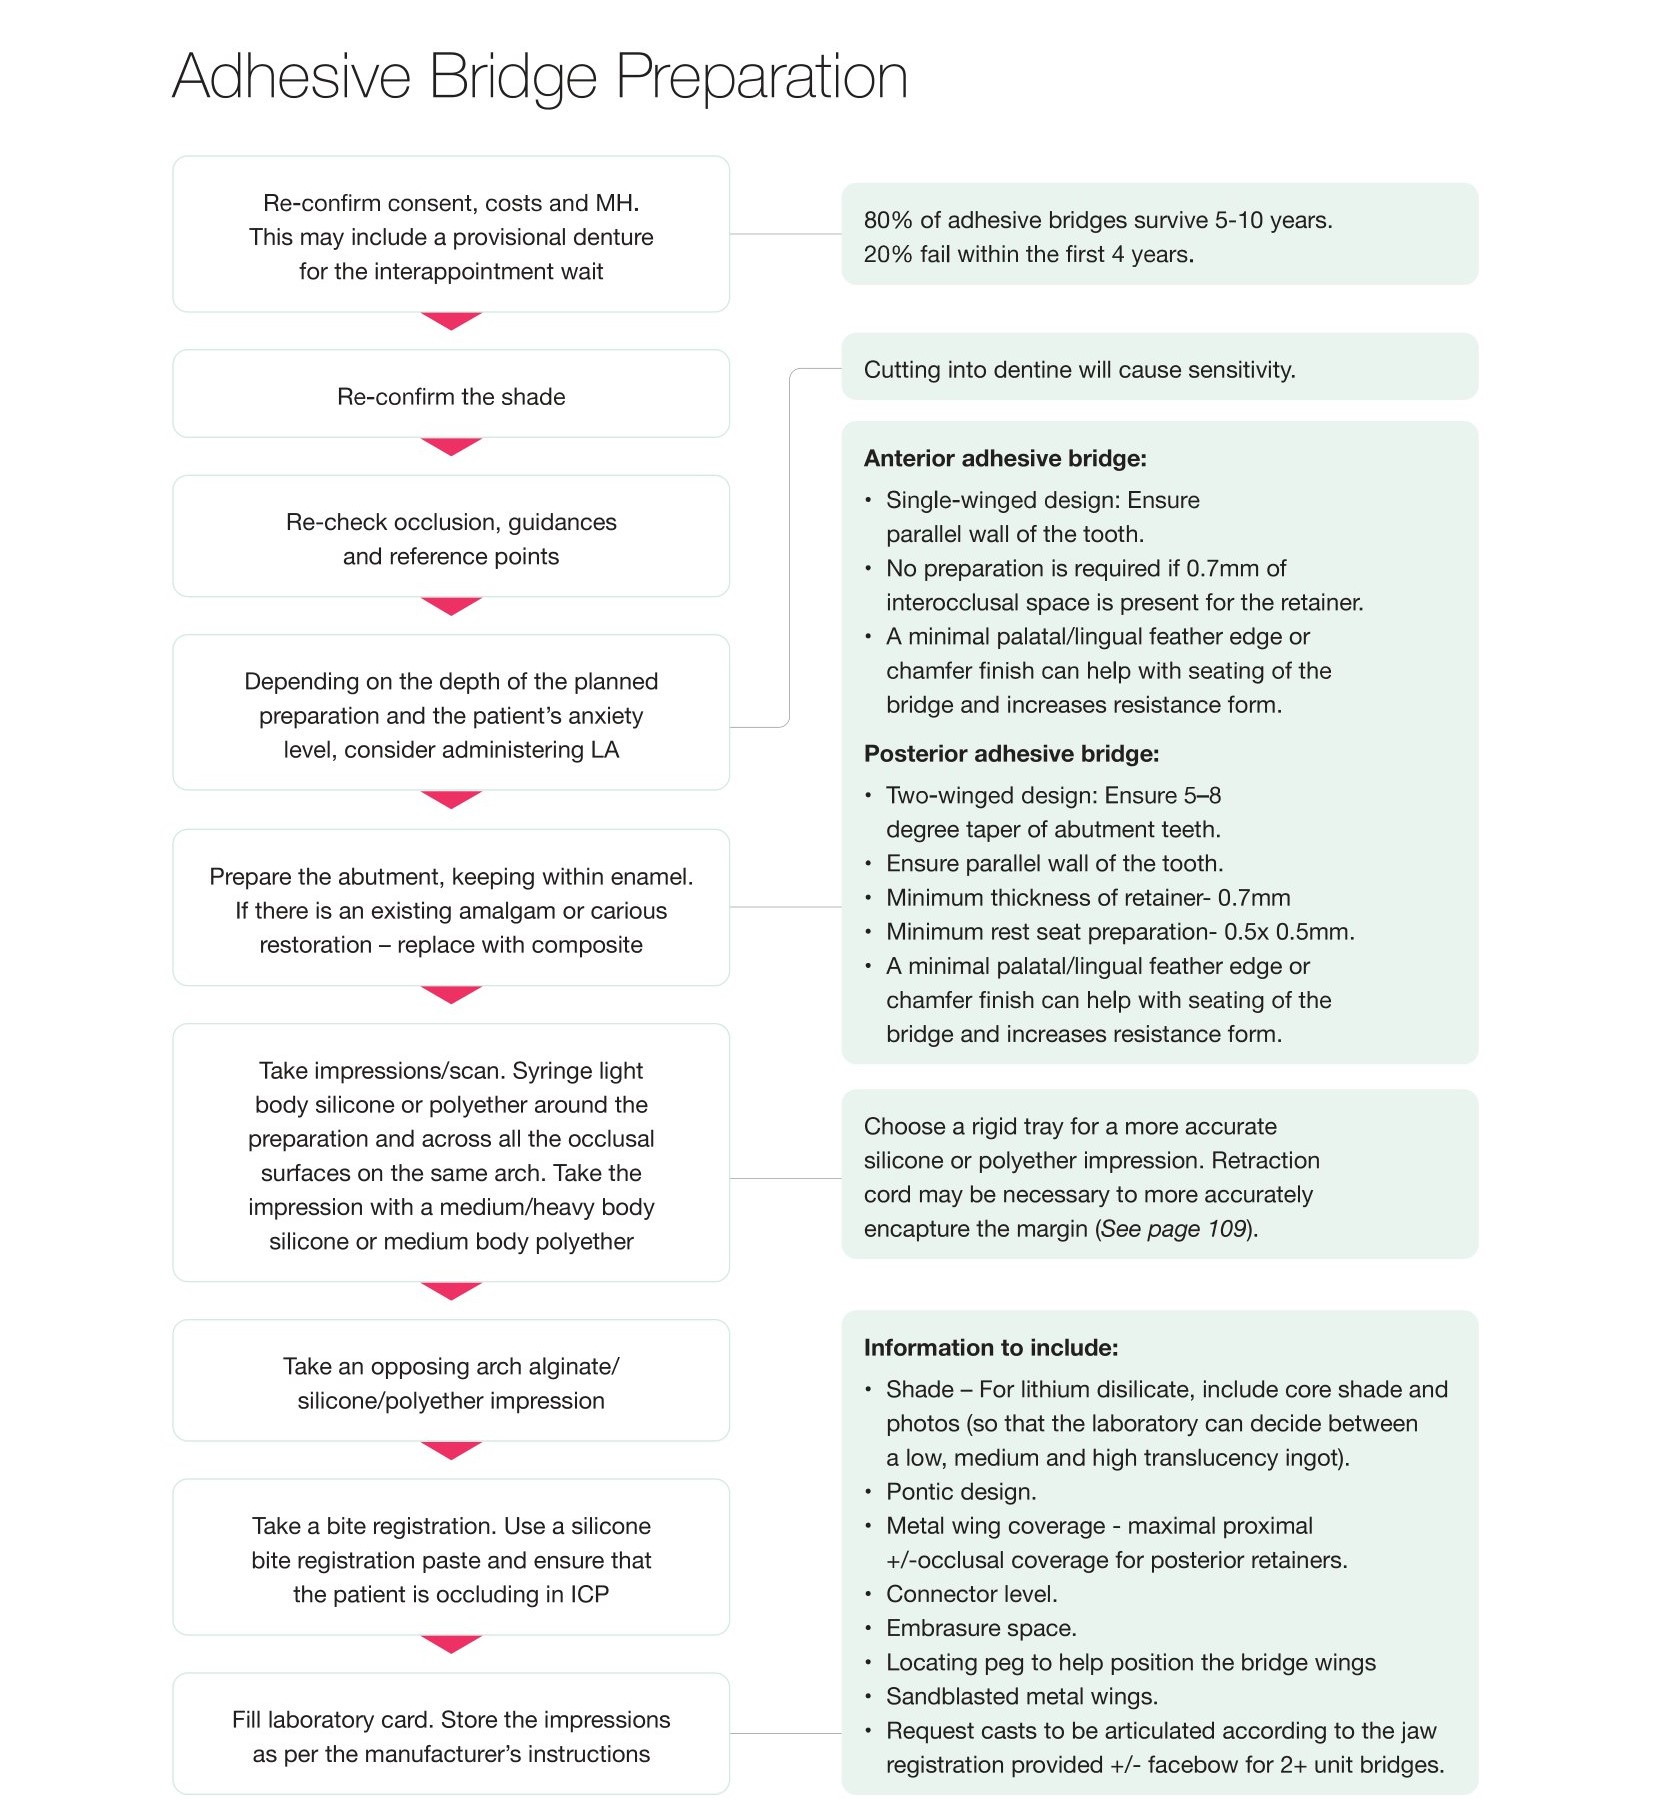 Adhesive Bridge Preparation
Re-confirm consent, costs and MH.
This may include a provisional denture
for the interappointment wait
80% of adhesive bridges survive 5-10 years.
20% fail within the first 4 years.
Re-confirm the shade
Re-check occlusion, guidances
and reference points
Depending on the depth of the planned
preparation and the patient’s anxiety
level, consider administering LA
Cutting into dentine will cause sensitivity.
Prepare the abutment, keeping within enamel.
If there is an existing amalgam or carious
restoration – replace with composite
Anterior adhesive bridge:
• Single-winged design: Ensure
parallel wall of the tooth.
• No preparation is required if 0.7mm of
interocclusal space is present for the retainer.
• A minimal palatal/lingual feather edge or
chamfer finish can help with seating of the
bridge and increases resistance form.
Posterior adhesive bridge:
• Two-winged design: Ensure 5–8
degree taper of abutment teeth.
• Ensure parallel wall of the tooth.
• Minimum thickness of retainer- 0.7mm
• Minimum rest seat preparation- 0.5x 0.5mm.
• A minimal palatal/lingual feather edge or
chamfer finish can help with seating of the
bridge and increases resistance form.
Take impressions/scan. Syringe light
body silicone or polyether around the
preparation and across all the occlusal
surfaces on the same arch. Take the
impression with a medium/heavy body
silicone or medium body polyether
Choose a rigid tray for a more accurate
silicone or polyether impression. Retraction
cord may be necessary to more accurately
encapture the margin (See page 109).
Take an opposing arch alginate/
silicone/polyether impression
Take a bite registration. Use a silicone
bite registration paste and ensure that
the patient is occluding in ICP
Fill laboratory card. Store the impressions
as per the manufacturer’s instructions
Information to include:
• Shade – For lithium disilicate, include core shade and
photos (so that the laboratory can decide between
a low, medium and high translucency ingot).
• Pontic design.
• Metal wing coverage - maximal proximal
+/-occlusal coverage for posterior retainers.
• Connector level.
• Embrasure space.
• Locating peg to help position the bridge wings
• Sandblasted metal wings.
• Request casts to be articulated according to the jaw
registration provided +/- facebow for 2+ unit bridges.